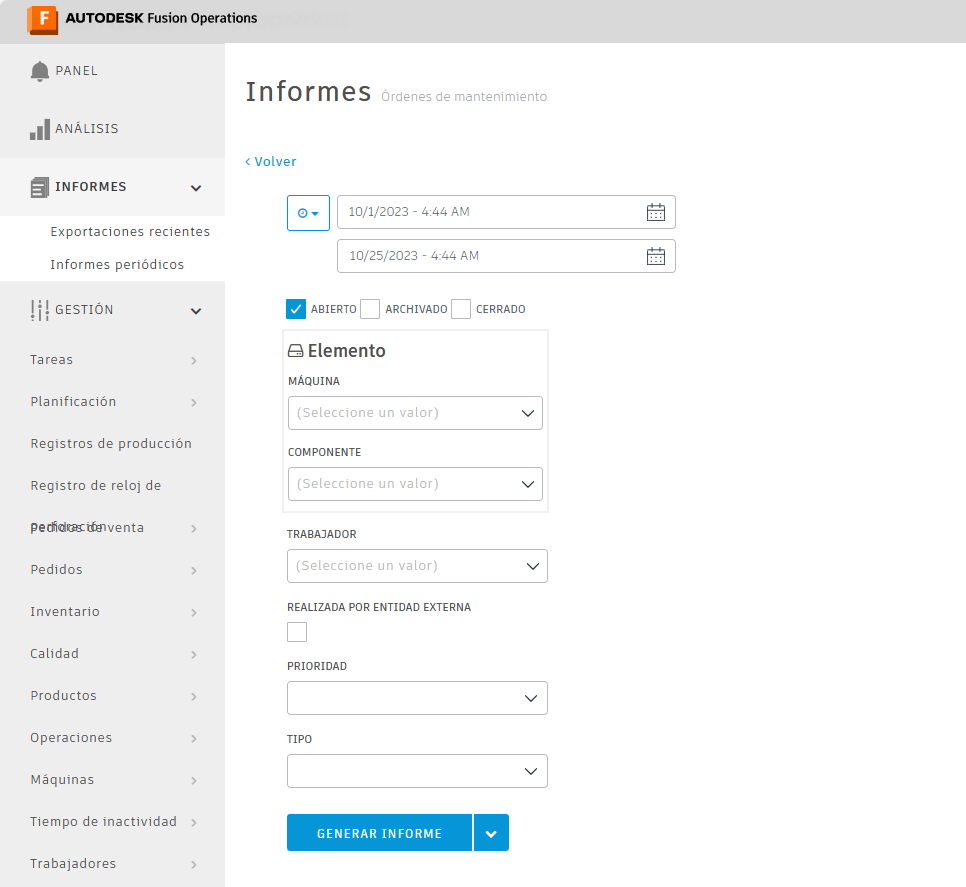 AUTODESK Fusion Operations
PANEL
ANÁLISIS
INFORMES
Exportaciones recientes
Informes periódicos
GESTIÓN
Tareas
Planificación
Registros de producción
Registro de reloj de
perforación
Pedidos de venta
Pedidos
Inventario
Calidad
Productos
Operaciones
Máquinas
Tiempo de inactividad
Trabajadores
Informes Órdenes de mantenimiento
‹ Volver
10/1/2023 - 4:44 AM
10/25/2023 - 4:44 AM
ABIERTO ARCHIVADO CERRADO
Elemento
MÁQUINA
(Seleccione un valor)
COMPONENTE
(Seleccione un valor)
TRABAJADOR
(Seleccione un valor)
REALIZADA POR ENTIDAD EXTERNA
PRIORIDAD
TIPO
GENERAR INFORME